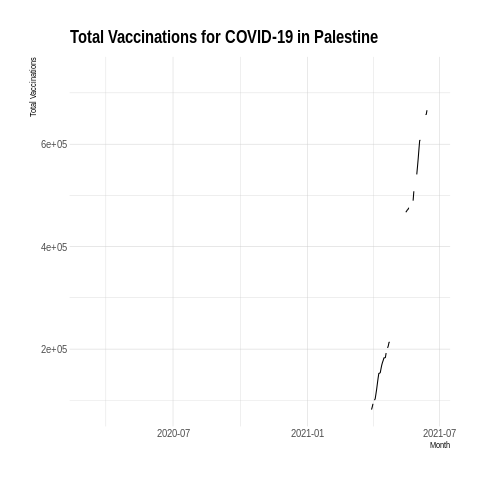 Total Vaccinations for COVID-19 in Palestine
Total Vaccinations
6e+05
4e+05
2e+05
2020-07
2021-01
2021-07
Month